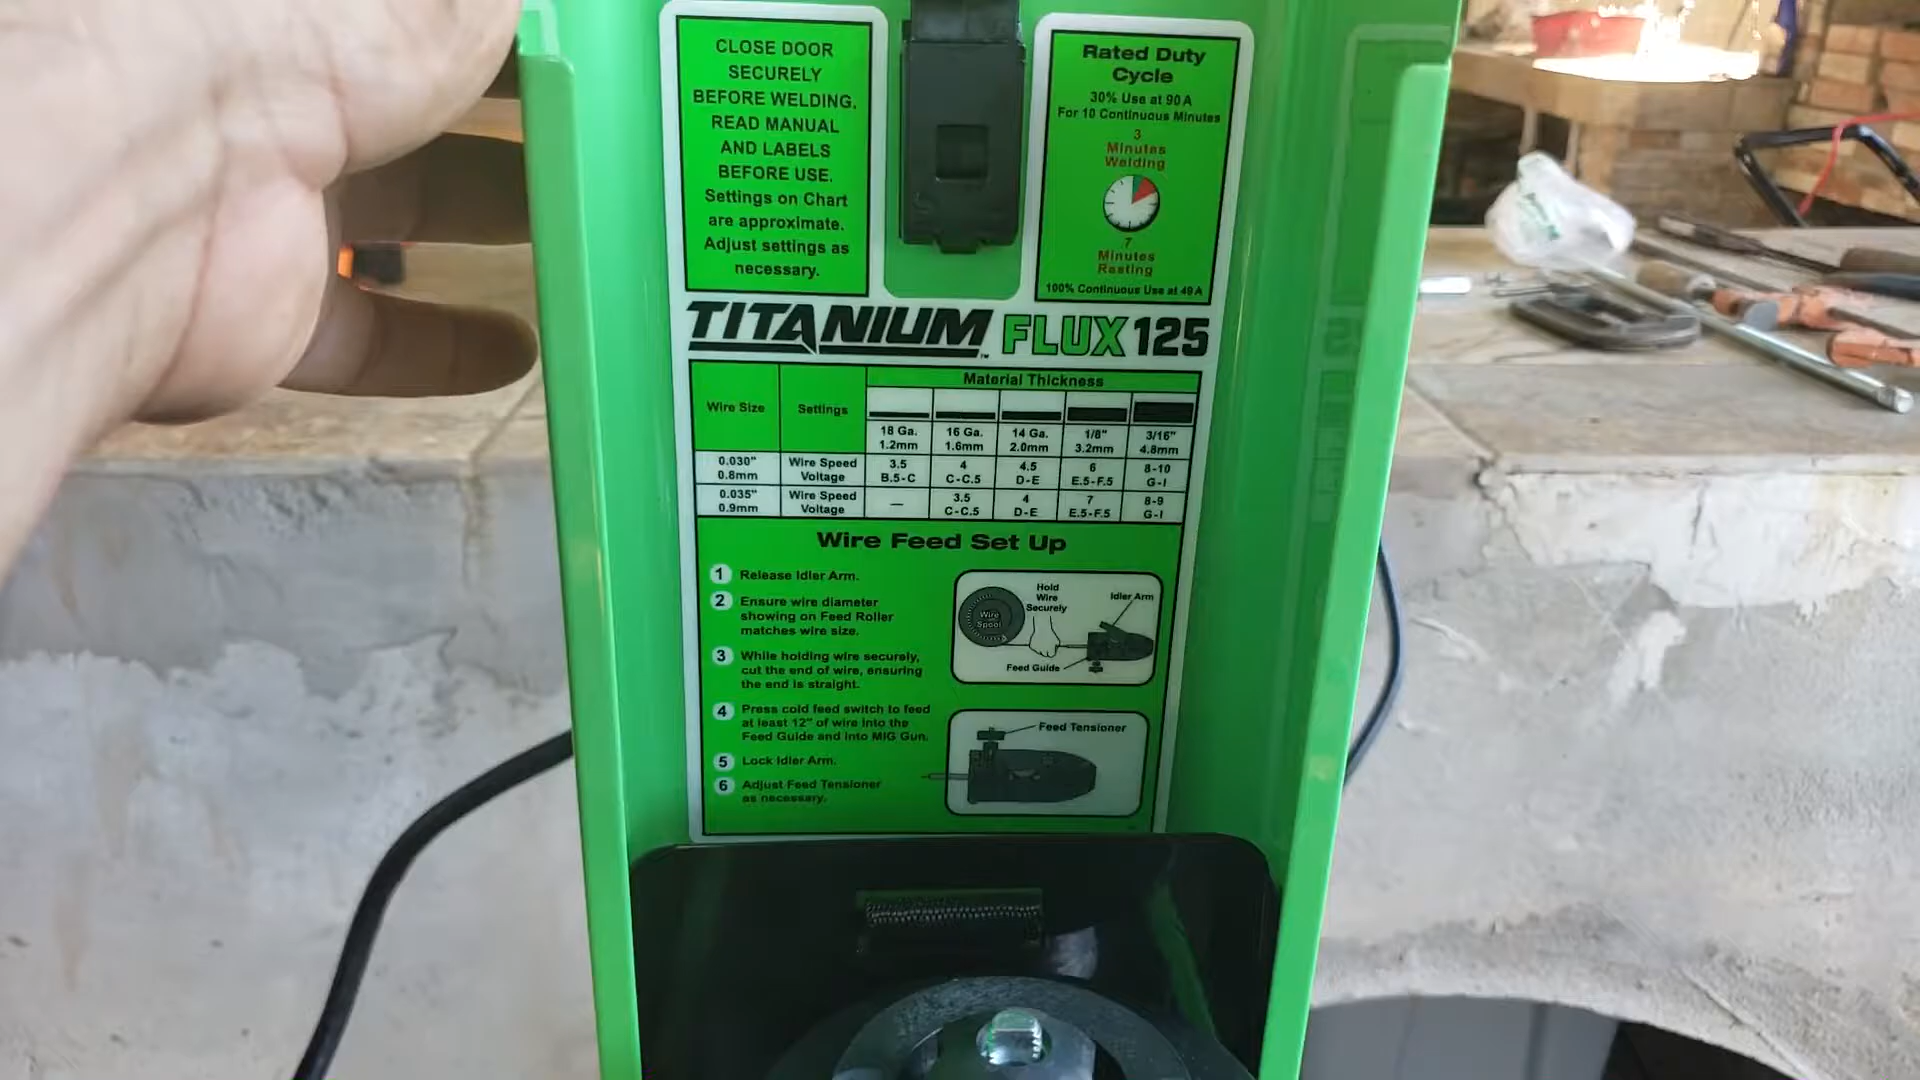 CLOSE DOOR
SECURELY
BEFORE WELDING.
READ MANUAL
AND LABELS
BEFORE USE.
Settings on Chart
are approximate.
Adjust settings as
necessary.
Rated Duty
Cycle
30% Use at 90A
For 10 Continuous Minutes
3
Minutes
Welding
7
Minutes
Resting
100% Continuous Use at 49A
TITANIUM™ FLUX 125
Wire Size Settings Material Thickness
18 Ga. 16 Ga. 14 Ga. 1/8" 3/16"
1.2mm 1.6mm 2.0mm 3.2mm 4.8mm
0.030" Wire Speed 3.5 4 4.5 6 8-10
0.8mm Voltage B.5-C C-C.5 D-E E.5-F.5 G-I
0.035" Wire Speed — 3.5 4 7 8-9
0.9mm Voltage C-C.5 D-E E.5-F.5 G-I
Wire Feed Set Up
1 Release Idler Arm.
2 Ensure wire diameter
showing on Feed Roller
matches wire size.
3 While holding wire securely,
cut the end of wire, ensuring
the end is straight.
4 Press cold feed switch to feed
at least 12" of wire into the
Feed Guide and into MIG Gun.
5 Lock Idler Arm.
6 Adjust Feed Tensioner
as necessary.
Hold
Wire
Securely
Idler Arm
Wire
Spool
Feed Guide
Feed Tensioner